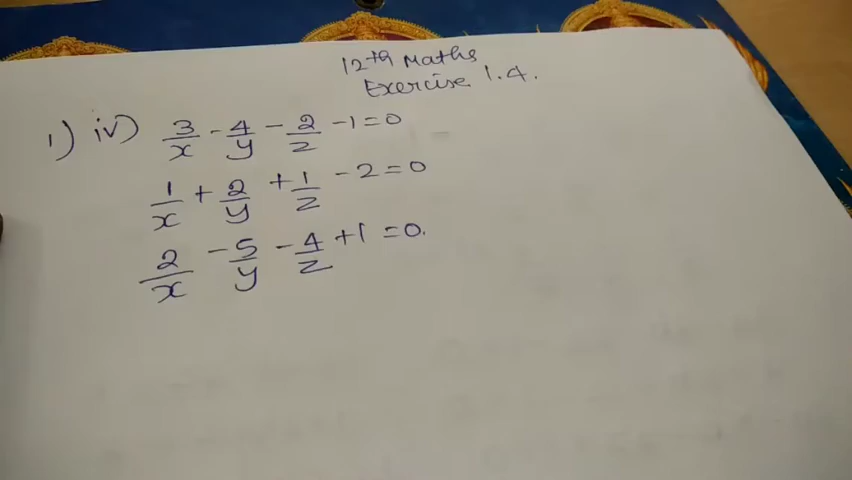 12th Maths
Exercise 1.4.
1) iv) 3/x - 4/y - 2/z - 1 = 0
1/x + 2/y + 1/z - 2 = 0
2/x - 5/y - 4/z + 1 = 0.